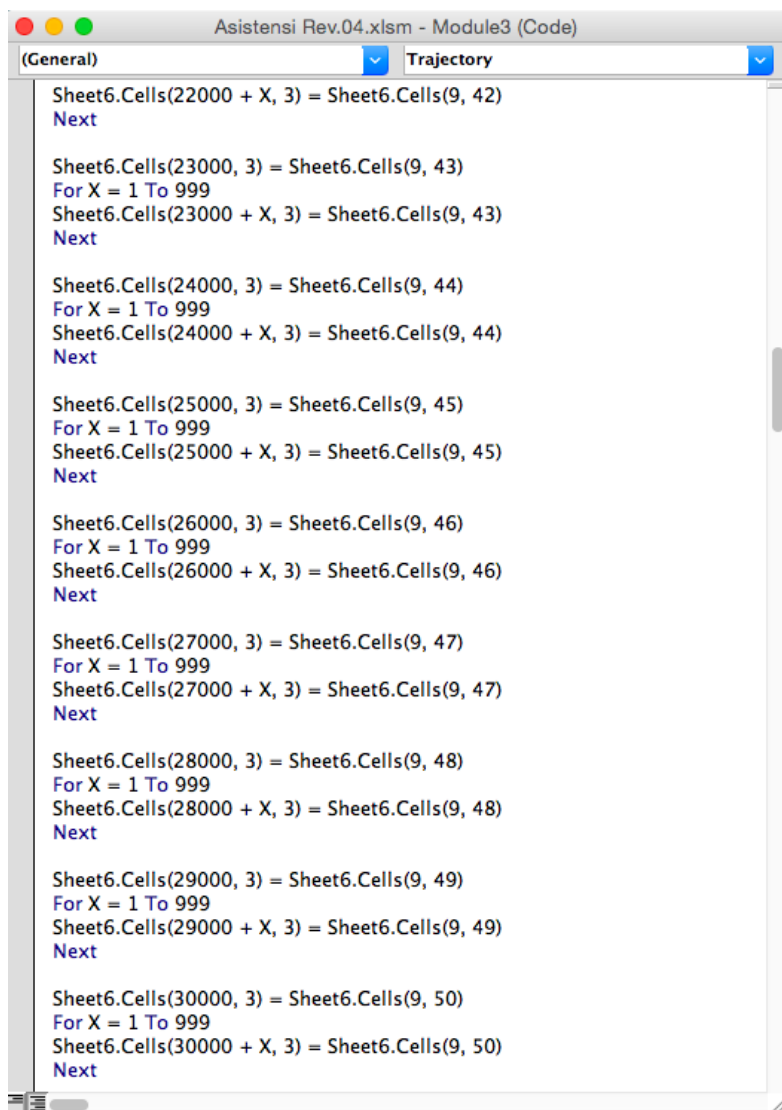 Asistensi Rev.04.xlsm - Module3 (Code)
(General) Trajectory
Sheet6.Cells(22000 + X, 3) = Sheet6.Cells(9, 42)
Next
Sheet6.Cells(23000, 3) = Sheet6.Cells(9, 43)
For X = 1 To 999
Sheet6.Cells(23000 + X, 3) = Sheet6.Cells(9, 43)
Next
Sheet6.Cells(24000, 3) = Sheet6.Cells(9, 44)
For X = 1 To 999
Sheet6.Cells(24000 + X, 3) = Sheet6.Cells(9, 44)
Next
Sheet6.Cells(25000, 3) = Sheet6.Cells(9, 45)
For X = 1 To 999
Sheet6.Cells(25000 + X, 3) = Sheet6.Cells(9, 45)
Next
Sheet6.Cells(26000, 3) = Sheet6.Cells(9, 46)
For X = 1 To 999
Sheet6.Cells(26000 + X, 3) = Sheet6.Cells(9, 46)
Next
Sheet6.Cells(27000, 3) = Sheet6.Cells(9, 47)
For X = 1 To 999
Sheet6.Cells(27000 + X, 3) = Sheet6.Cells(9, 47)
Next
Sheet6.Cells(28000, 3) = Sheet6.Cells(9, 48)
For X = 1 To 999
Sheet6.Cells(28000 + X, 3) = Sheet6.Cells(9, 48)
Next
Sheet6.Cells(29000, 3) = Sheet6.Cells(9, 49)
For X = 1 To 999
Sheet6.Cells(29000 + X, 3) = Sheet6.Cells(9, 49)
Next
Sheet6.Cells(30000, 3) = Sheet6.Cells(9, 50)
For X = 1 To 999
Sheet6.Cells(30000 + X, 3) = Sheet6.Cells(9, 50)
Next